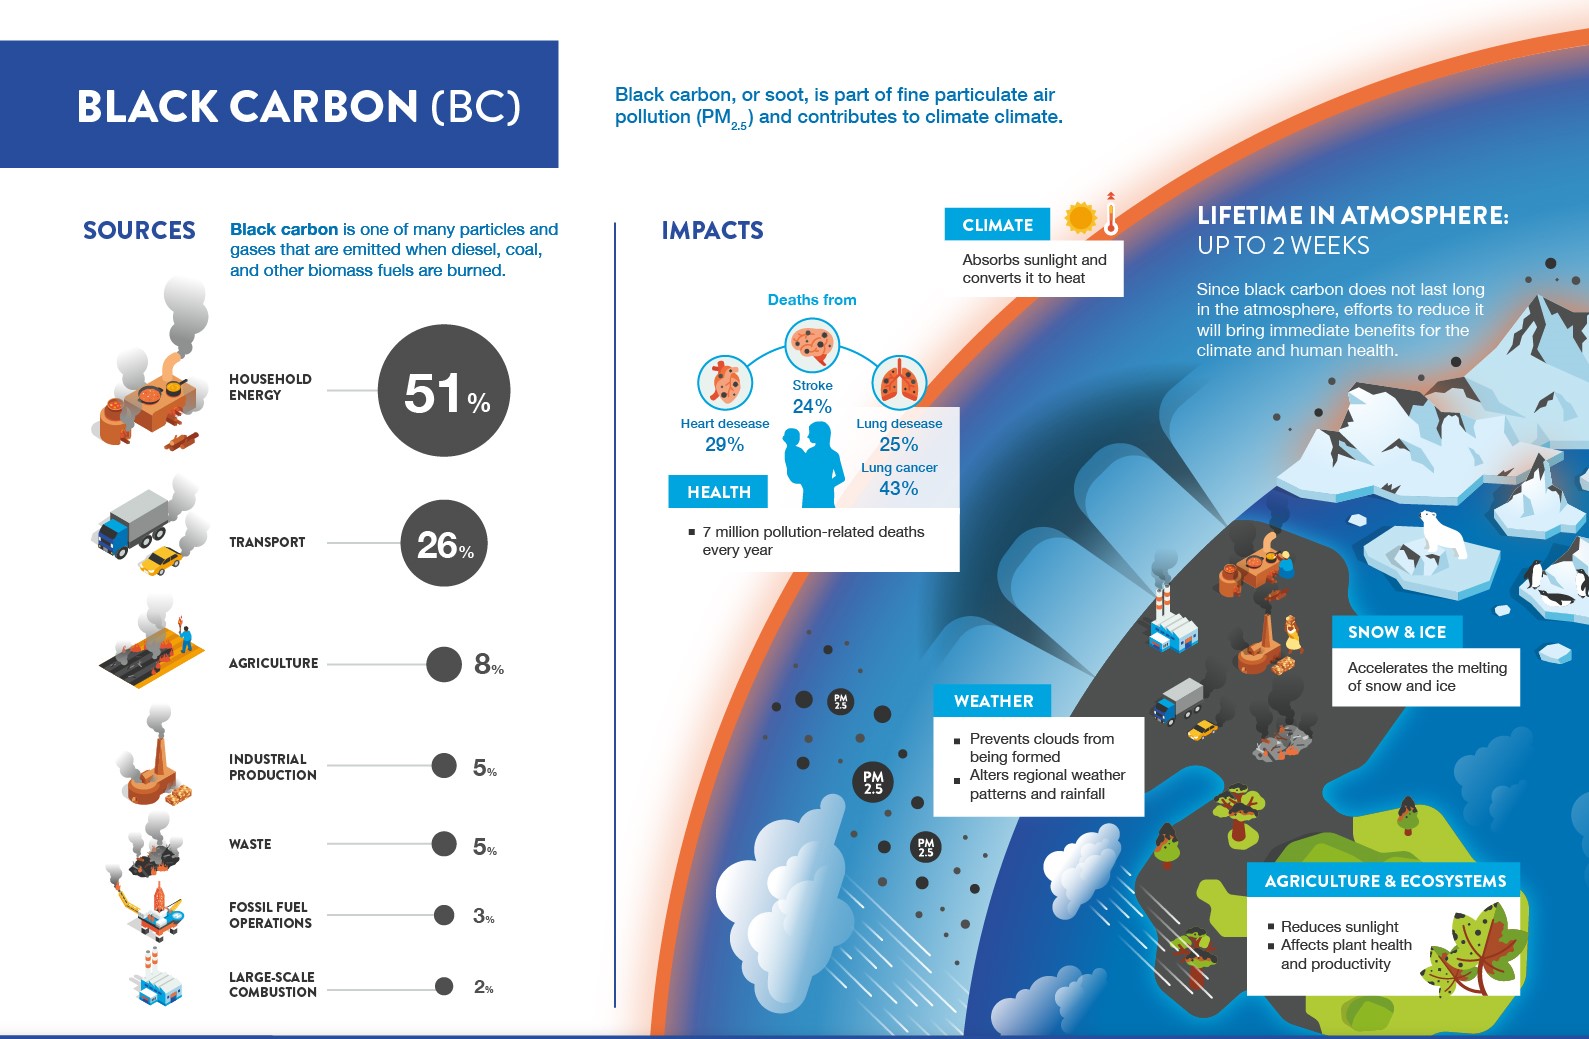 BLACK CARBON (BC)
Black carbon, or soot, is part of fine particulate air
pollution (PM2.5) and contributes to climate climate.
SOURCES
Black carbon is one of many particles and
gases that are emitted when diesel, coal,
and other biomass fuels are burned.
HOUSEHOLD
ENERGY
51%
TRANSPORT
26%
AGRICULTURE
8%
INDUSTRIAL
PRODUCTION
5%
WASTE
5%
FOSSIL FUEL
OPERATIONS
3%
LARGE-SCALE
COMBUSTION
2%
IMPACTS
CLIMATE
Absorbs sunlight and
converts it to heat
Deaths from
Stroke
24%
Heart desease
29%
Lung desease
25%
Lung cancer
43%
HEALTH
▪ 7 million pollution-related deaths
every year
LIFETIME IN ATMOSPHERE:
UP TO 2 WEEKS
Since black carbon does not last long
in the atmosphere, efforts to reduce it
will bring immediate benefits for the
climate and human health.
SNOW & ICE
Accelerates the melting
of snow and ice
PM
2.5
PM
2.5
PM
2.5
WEATHER
▪ Prevents clouds from
being formed
▪ Alters regional weather
patterns and rainfall
AGRICULTURE & ECOSYSTEMS
▪ Reduces sunlight
▪ Affects plant health
and productivity